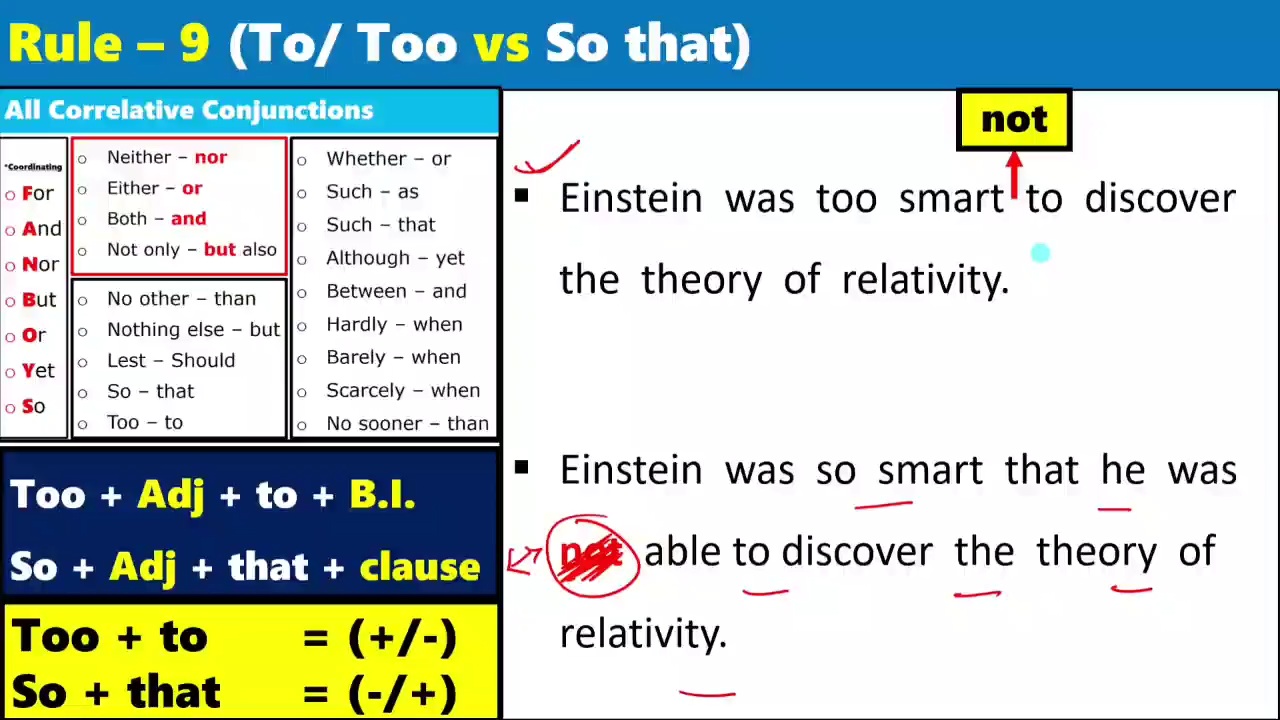 Rule – 9 (To/ Too vs So that)
All Correlative Conjunctions
*Coordinating
For
And
Nor
But
Or
Yet
So
Neither – nor
Either – or
Both – and
Not only – but also
No other – than
Nothing else – but
Lest – Should
So – that
Too – to
Whether – or
Such – as
Such – that
Although – yet
Between – and
Hardly – when
Barely – when
Scarcely – when
No sooner – than
Too + Adj + to + B.I.
So + Adj + that + clause
Too + to = (+/-)
So + that = (-/+)
not
Einstein was too smart to discover
the theory of relativity.
Einstein was so smart that he was
not able to discover the theory of
relativity.